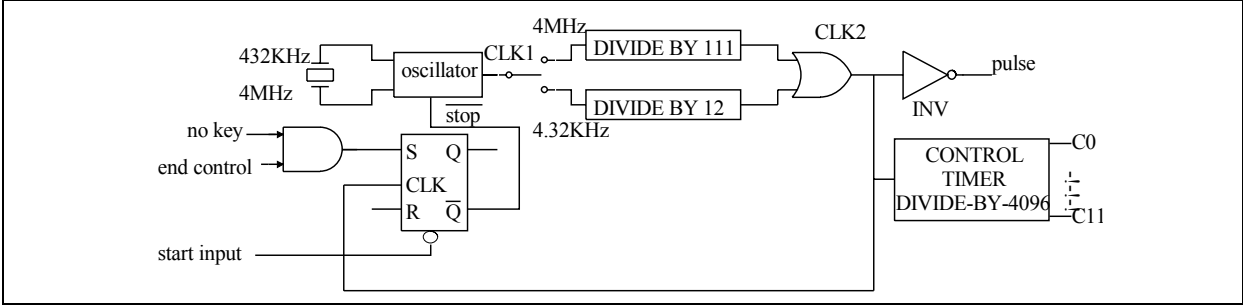 432KHz
4MHz
oscillator
CLK1
4MHz
4.32KHz
DIVIDE BY 111
DIVIDE BY 12
CLK2
INV
pulse
stop
no key
end control
S Q
CLK
R Q
start input
CONTROL
TIMER
DIVIDE-BY-4096
C0
C11